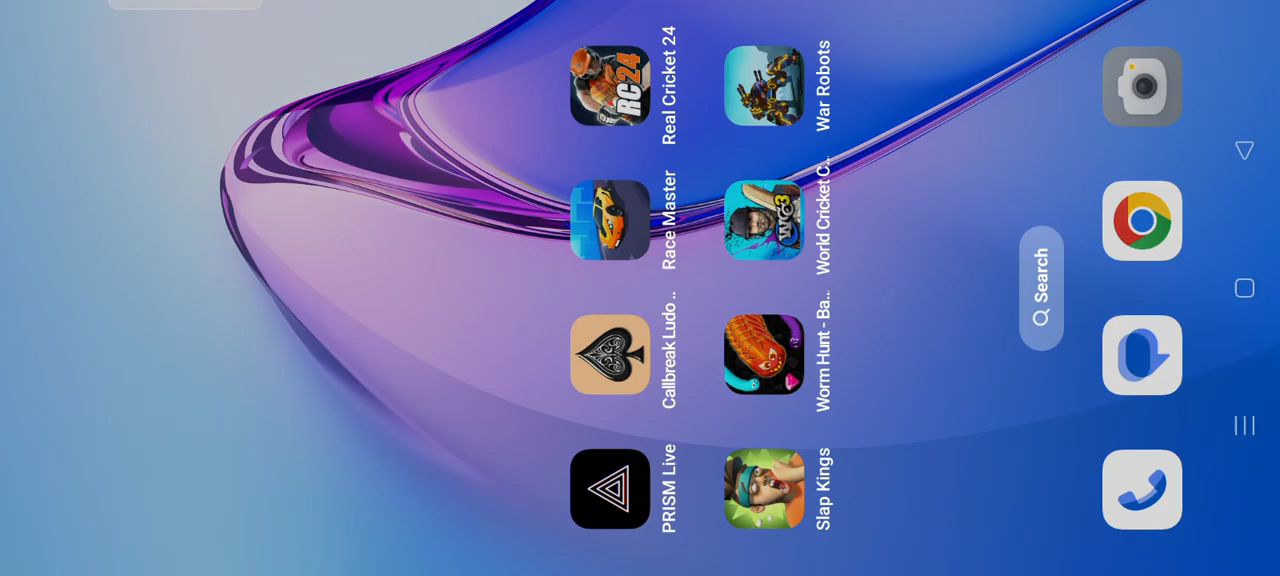 PRISM Live
Callbreak Ludo ..
Race Master
Real Cricket 24
RC24
Slap Kings
Worm Hunt - Ba...
World Cricket C...
WC3
War Robots
Search